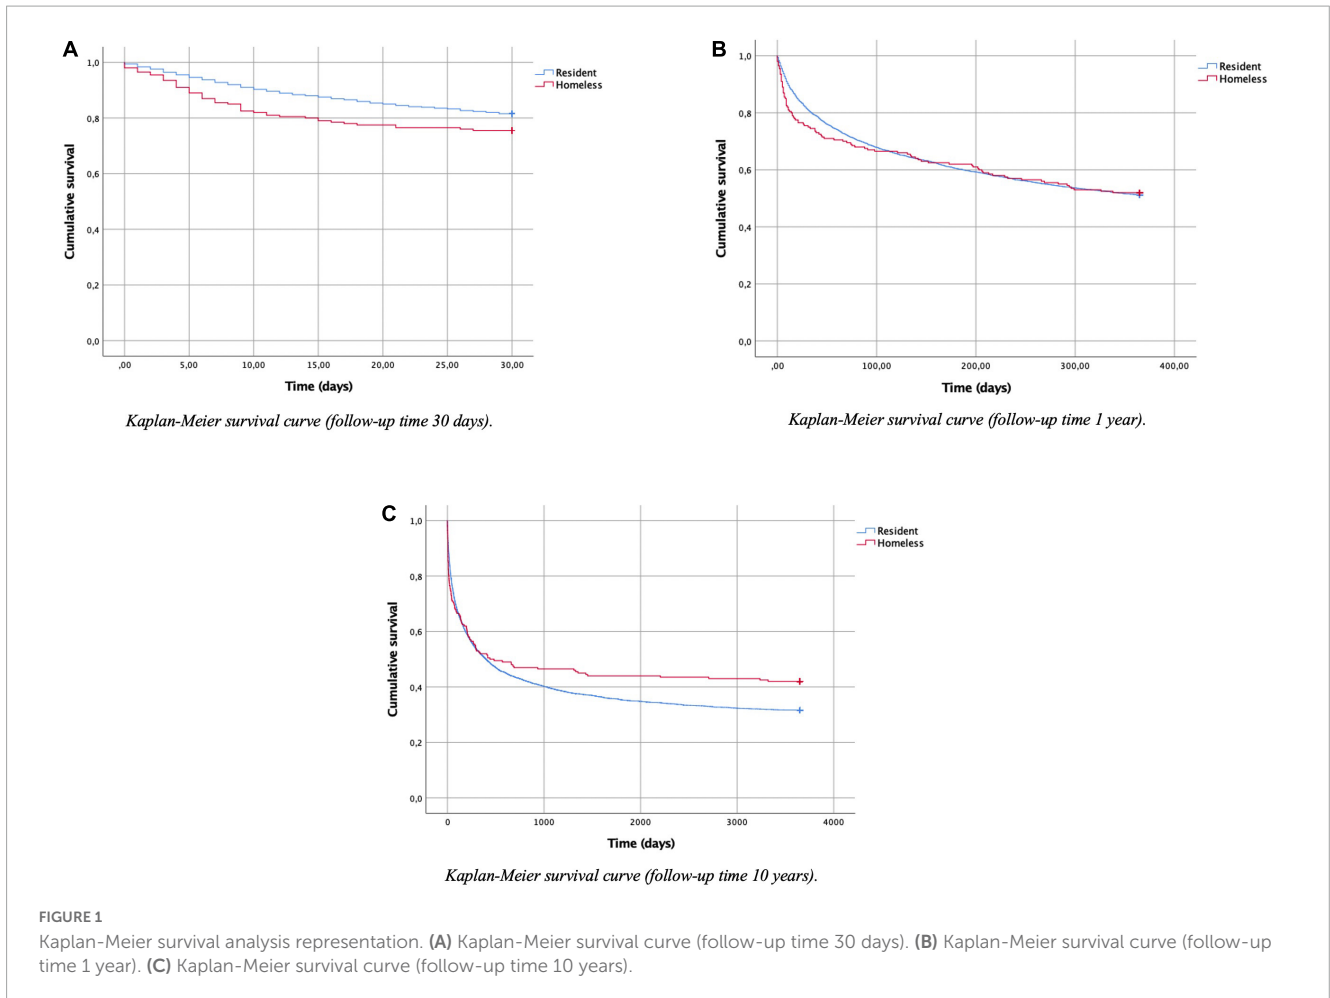 A
1,0
0,8
0,6
0,4
0,2
0,0
Cumulative survival
,00 5,00 10,00 15,00 20,00 25,00 30,00
Time (days)
Resident
Homeless
Kaplan-Meier survival curve (follow-up time 30 days).
B
1,0
0,8
0,6
0,4
0,2
0,0
Cumulative survival
,00 100,00 200,00 300,00 400,00
Time (days)
Resident
Homeless
Kaplan-Meier survival curve (follow-up time 1 year).
C
1,0
0,8
0,6
0,4
0,2
0,0
Cumulative survival
0 1000 2000 3000 4000
Time (days)
Resident
Homeless
Kaplan-Meier survival curve (follow-up time 10 years).
FIGURE 1
Kaplan-Meier survival analysis representation. (A) Kaplan-Meier survival curve (follow-up time 30 days). (B) Kaplan-Meier survival curve (follow-up
time 1 year). (C) Kaplan-Meier survival curve (follow-up time 10 years).